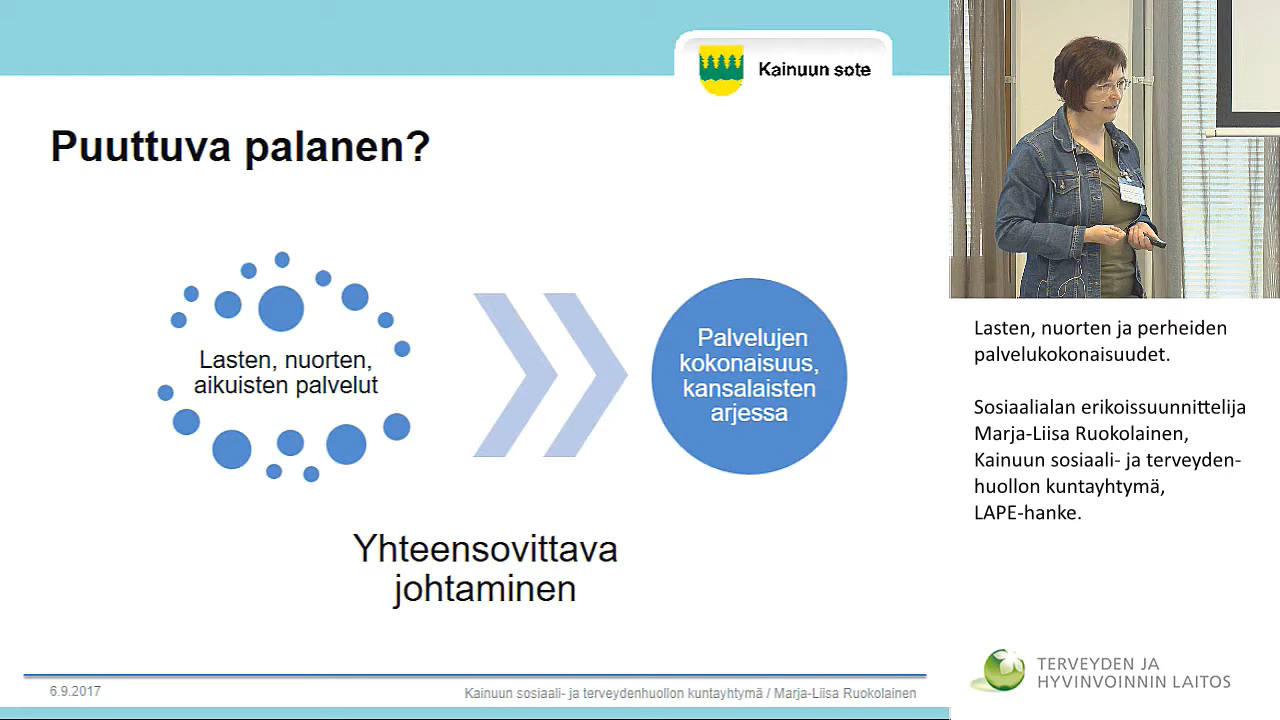 Kainuun sote
Puuttuva palanen?
Lasten, nuorten,
aikuisten palvelut
Palvelujen
kokonaisuus,
kansalaisten
arjessa
Yhteensovittava
johtaminen
6.9.2017
Kainuun sosiaali- ja terveydenhuollon kuntayhtymä / Marja-Liisa Ruokolainen
Lasten, nuorten ja perheiden
palvelukokonaisuudet.
Sosiaalialan erikoissuunnittelija
Marja-Liisa Ruokolainen,
Kainuun sosiaali- ja terveyden-
huollon kuntayhtymä,
LAPE-hanke.
TERVEYDEN JA
HYVINVOINNIN LAITOS